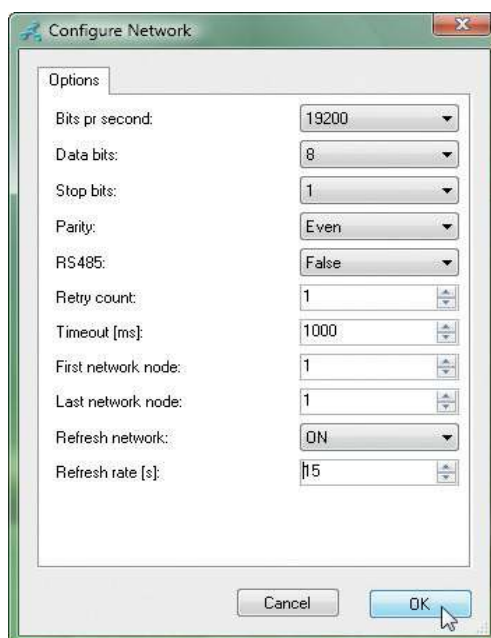 Configure Network
Options
Bits pr second: 19200
Data bits: 8
Stop bits: 1
Parity: Even
RS485: False
Retry count: 1
Timeout [ms]: 1000
First network node: 1
Last network node: 1
Refresh network: ON
Refresh rate [s]: 15
Cancel OK